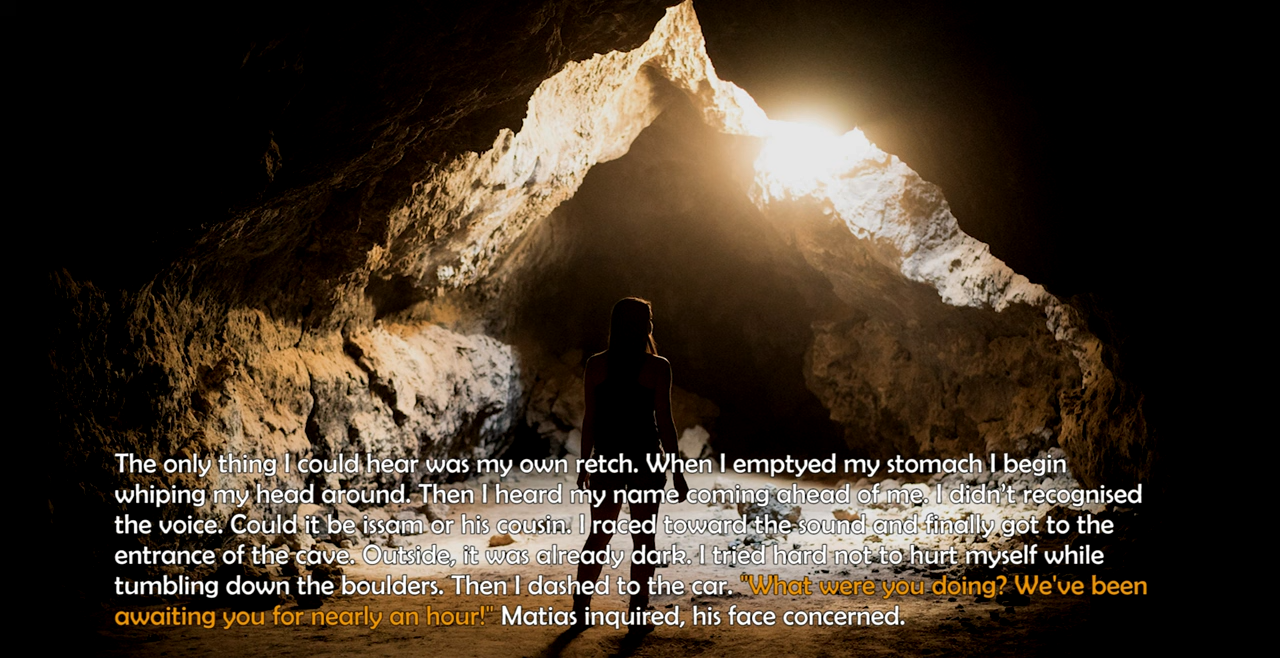 The only thing I could hear was my own retch. When I emptyed my stomach I begin
whiping my head around. Then I heard my name coming ahead of me. I didn't recognised
the voice. Could it be issam or his cousin. I raced toward the sound and finally got to the
entrance of the cave. Outside, it was already dark. I tried hard not to hurt myself while
tumbling down the boulders. Then I dashed to the car. "What were you doing? We've been
awaiting you for nearly an hour!" Matias inquired, his face concerned.